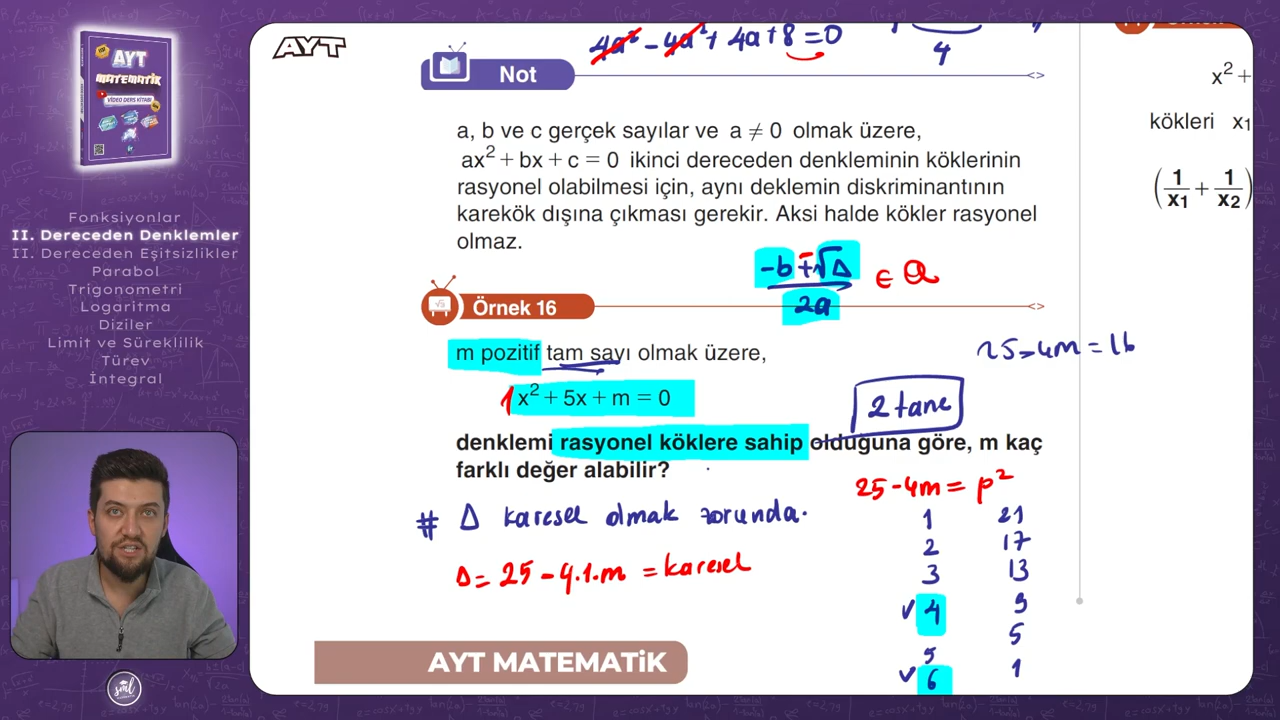 AYT
AYT
MATEMATİK
VİDEO DERS KİTABI
Fonksiyonlar
II. Dereceden Denklemler
II. Dereceden Eşitsizlikler
Parabol
Trigonometri
Logaritma
Diziler
Limit ve Süreklilik
Türev
İntegral
sml
4a² - 4a² + 4a + 8 = 0
4
Not
a, b ve c gerçek sayılar ve a ≠ 0 olmak üzere,
ax² + bx + c = 0 ikinci dereceden denkleminin köklerinin
rasyonel olabilmesi için, aynı deklemin diskriminantının
karekök dışına çıkması gerekir. Aksi halde kökler rasyonel
olmaz.
-b ∓ √Δ / 2a ∈ Q
Örnek 16
m pozitif tam sayı olmak üzere,
25-4m = 16
1x² + 5x + m = 0
2 tane
denklemi rasyonel köklere sahip olduğuna göre, m kaç
farklı değer alabilir?
25-4m = p²
# Δ karesel olmak zorunda.
Δ = 25 - 4.1.m = karesel
1 21
2 17
3 13
✓ 4 9
5 5
✓ 6 1
AYT MATEMATİK
x² +
kökleri x₁
(1/x₁ + 1/x₂)